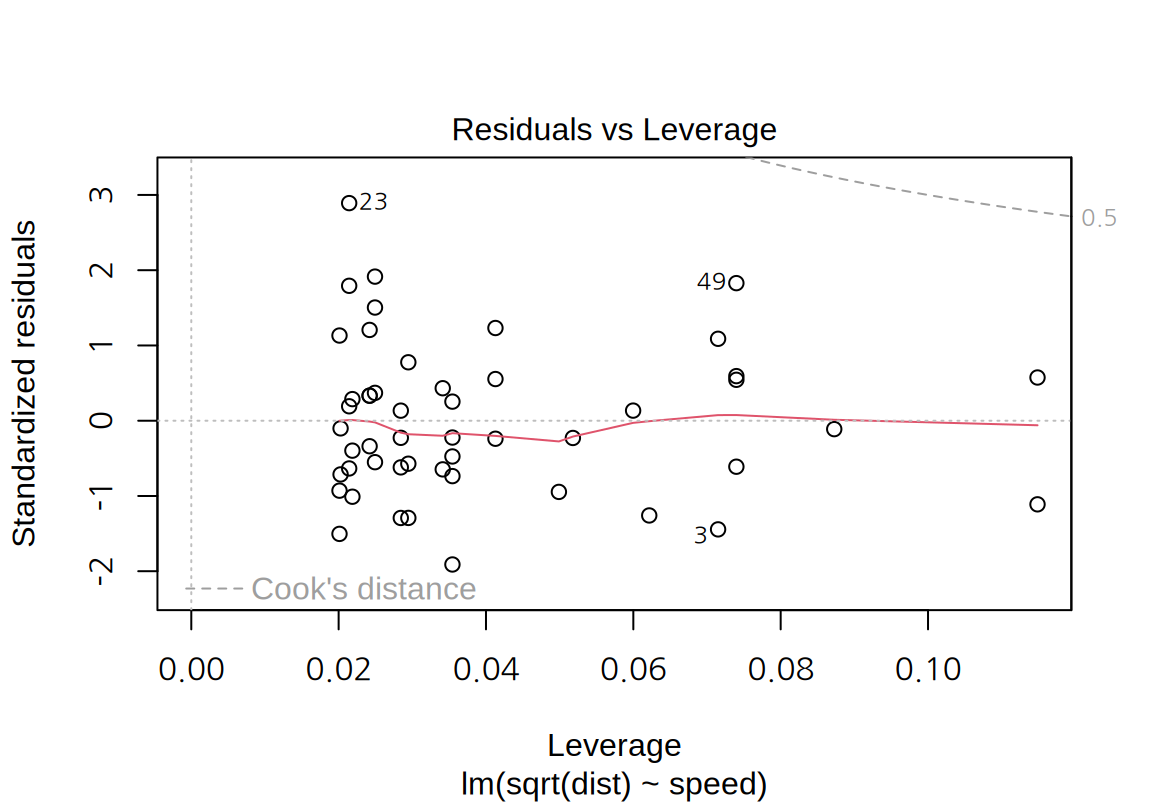 Residuals vs Leverage
Standardized residuals
3
2
1
0
-1
-2
23
49
3
0.5
Cook's distance
0.00 0.02 0.04 0.06 0.08 0.10
Leverage
lm(sqrt(dist) ~ speed)